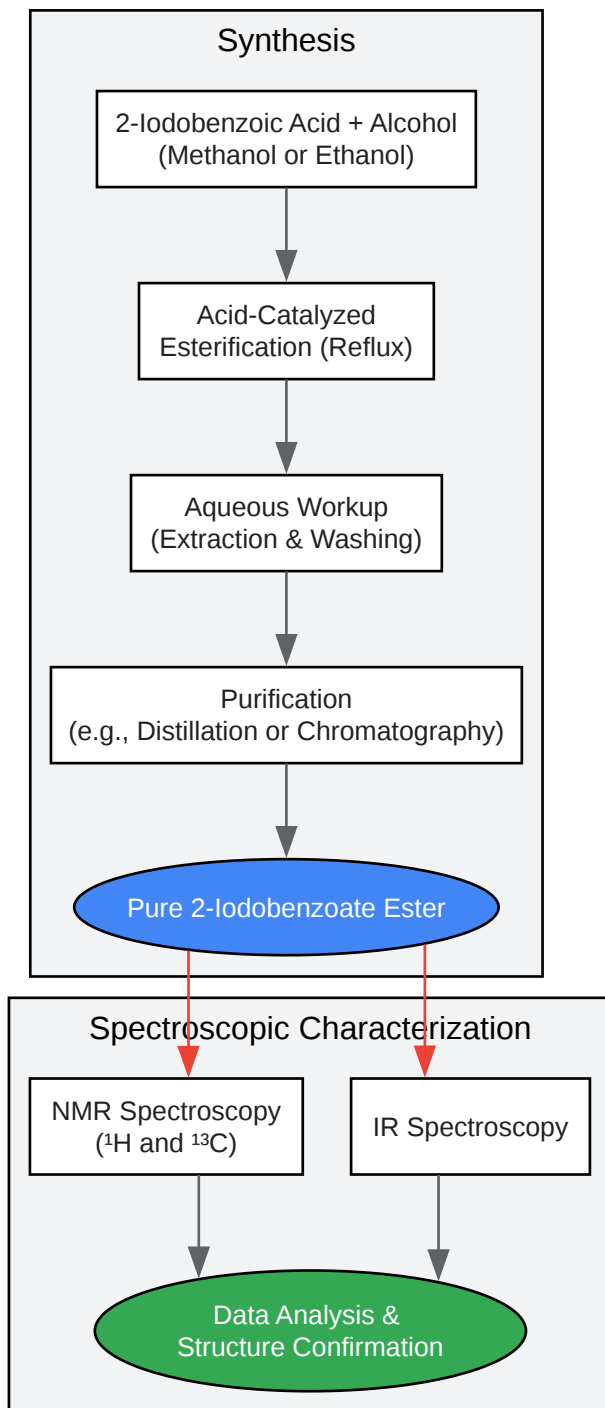 Synthesis
2-Iodobenzoic Acid + Alcohol
(Methanol or Ethanol)
Acid-Catalyzed
Esterification (Reflux)
Aqueous Workup
(Extraction & Washing)
Purification
(e.g., Distillation or Chromatography)
Pure 2-Iodobenzoate Ester
Spectroscopic Characterization
NMR Spectroscopy
(¹H and ¹³C)
IR Spectroscopy
Data Analysis &
Structure Confirmation